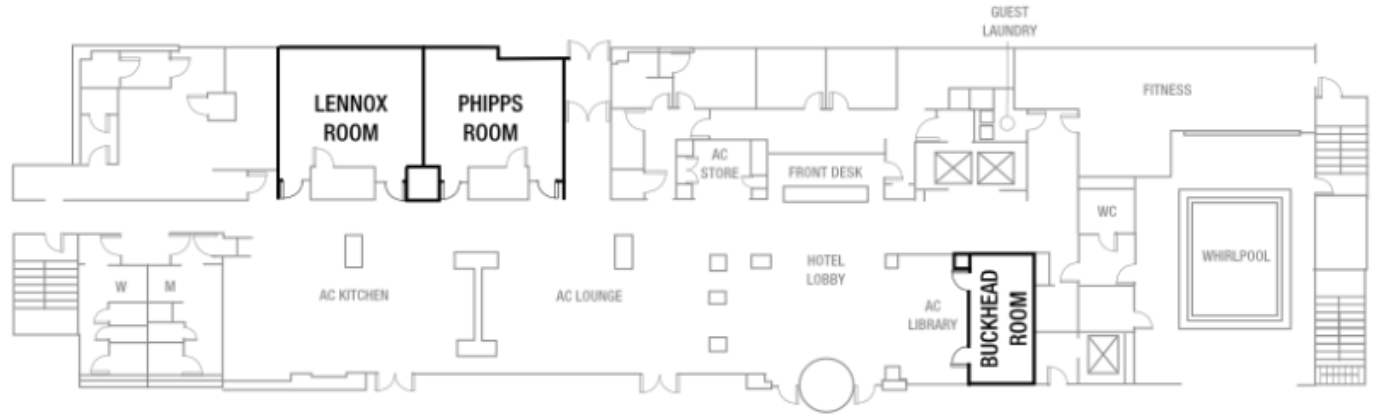 GUEST
LAUNDRY
LENNOX
ROOM
PHIPPS
ROOM
FITNESS
AC
STORE
FRONT DESK
WC
W
M
AC KITCHEN
AC LOUNGE
HOTEL
LOBBY
AC
LIBRARY
BUCKHEAD
ROOM
WHIRLPOOL